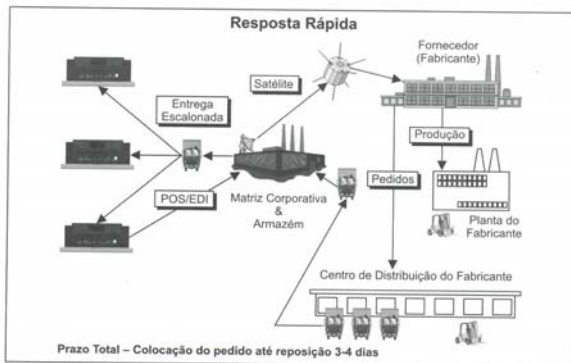 Resposta Rápida
Fornecedor
(Fabricante)
Satélite
Entrega
Escalonada
Produção
POS/EDI
Matriz Corporativa
&
Armazém
Pedidos
Planta do
Fabricante
Centro de Distribuição do Fabricante
Prazo Total – Colocação do pedido até reposição 3-4 dias